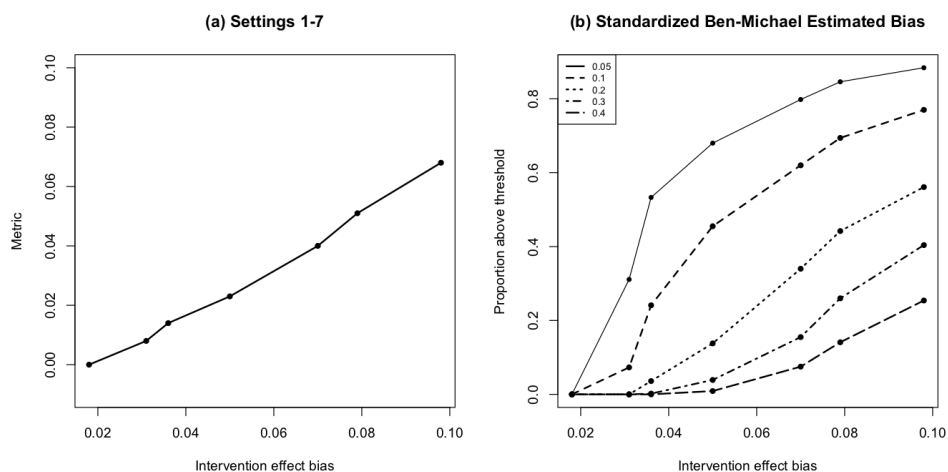 (a) Settings 1-7
Metric
0.10
0.08
0.06
0.04
0.02
0.00
0.02 0.04 0.06 0.08 0.10
Intervention effect bias
(b) Standardized Ben-Michael Estimated Bias
0.05
0.1
0.2
0.3
0.4
Proportion above threshold
0.8
0.6
0.4
0.2
0.0
0.02 0.04 0.06 0.08 0.10
Intervention effect bias